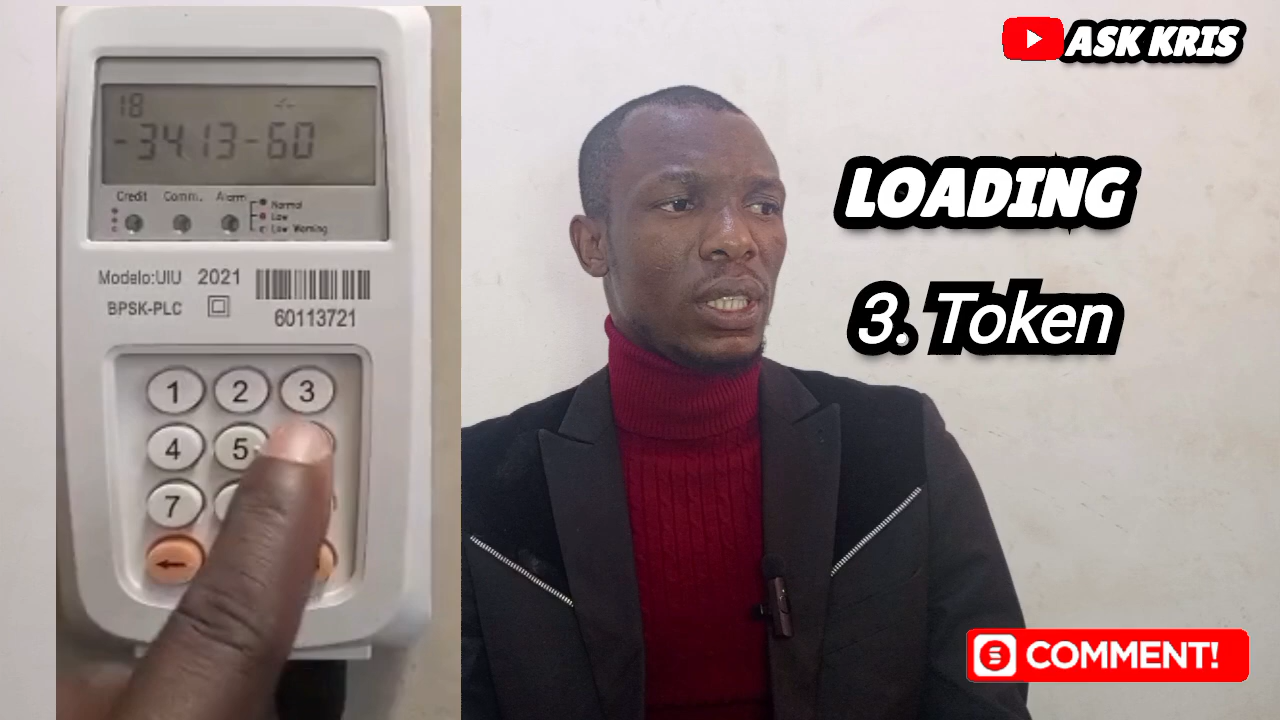 ASK KRIS
LOADING
3. Token
COMMENT!
18
-3413-60
Credit Comm. Alarm
Normal
Low
Low Warning
Modelo:UIU 2021
BPSK-PLC
60113721
1 2 3
4 5
7
←